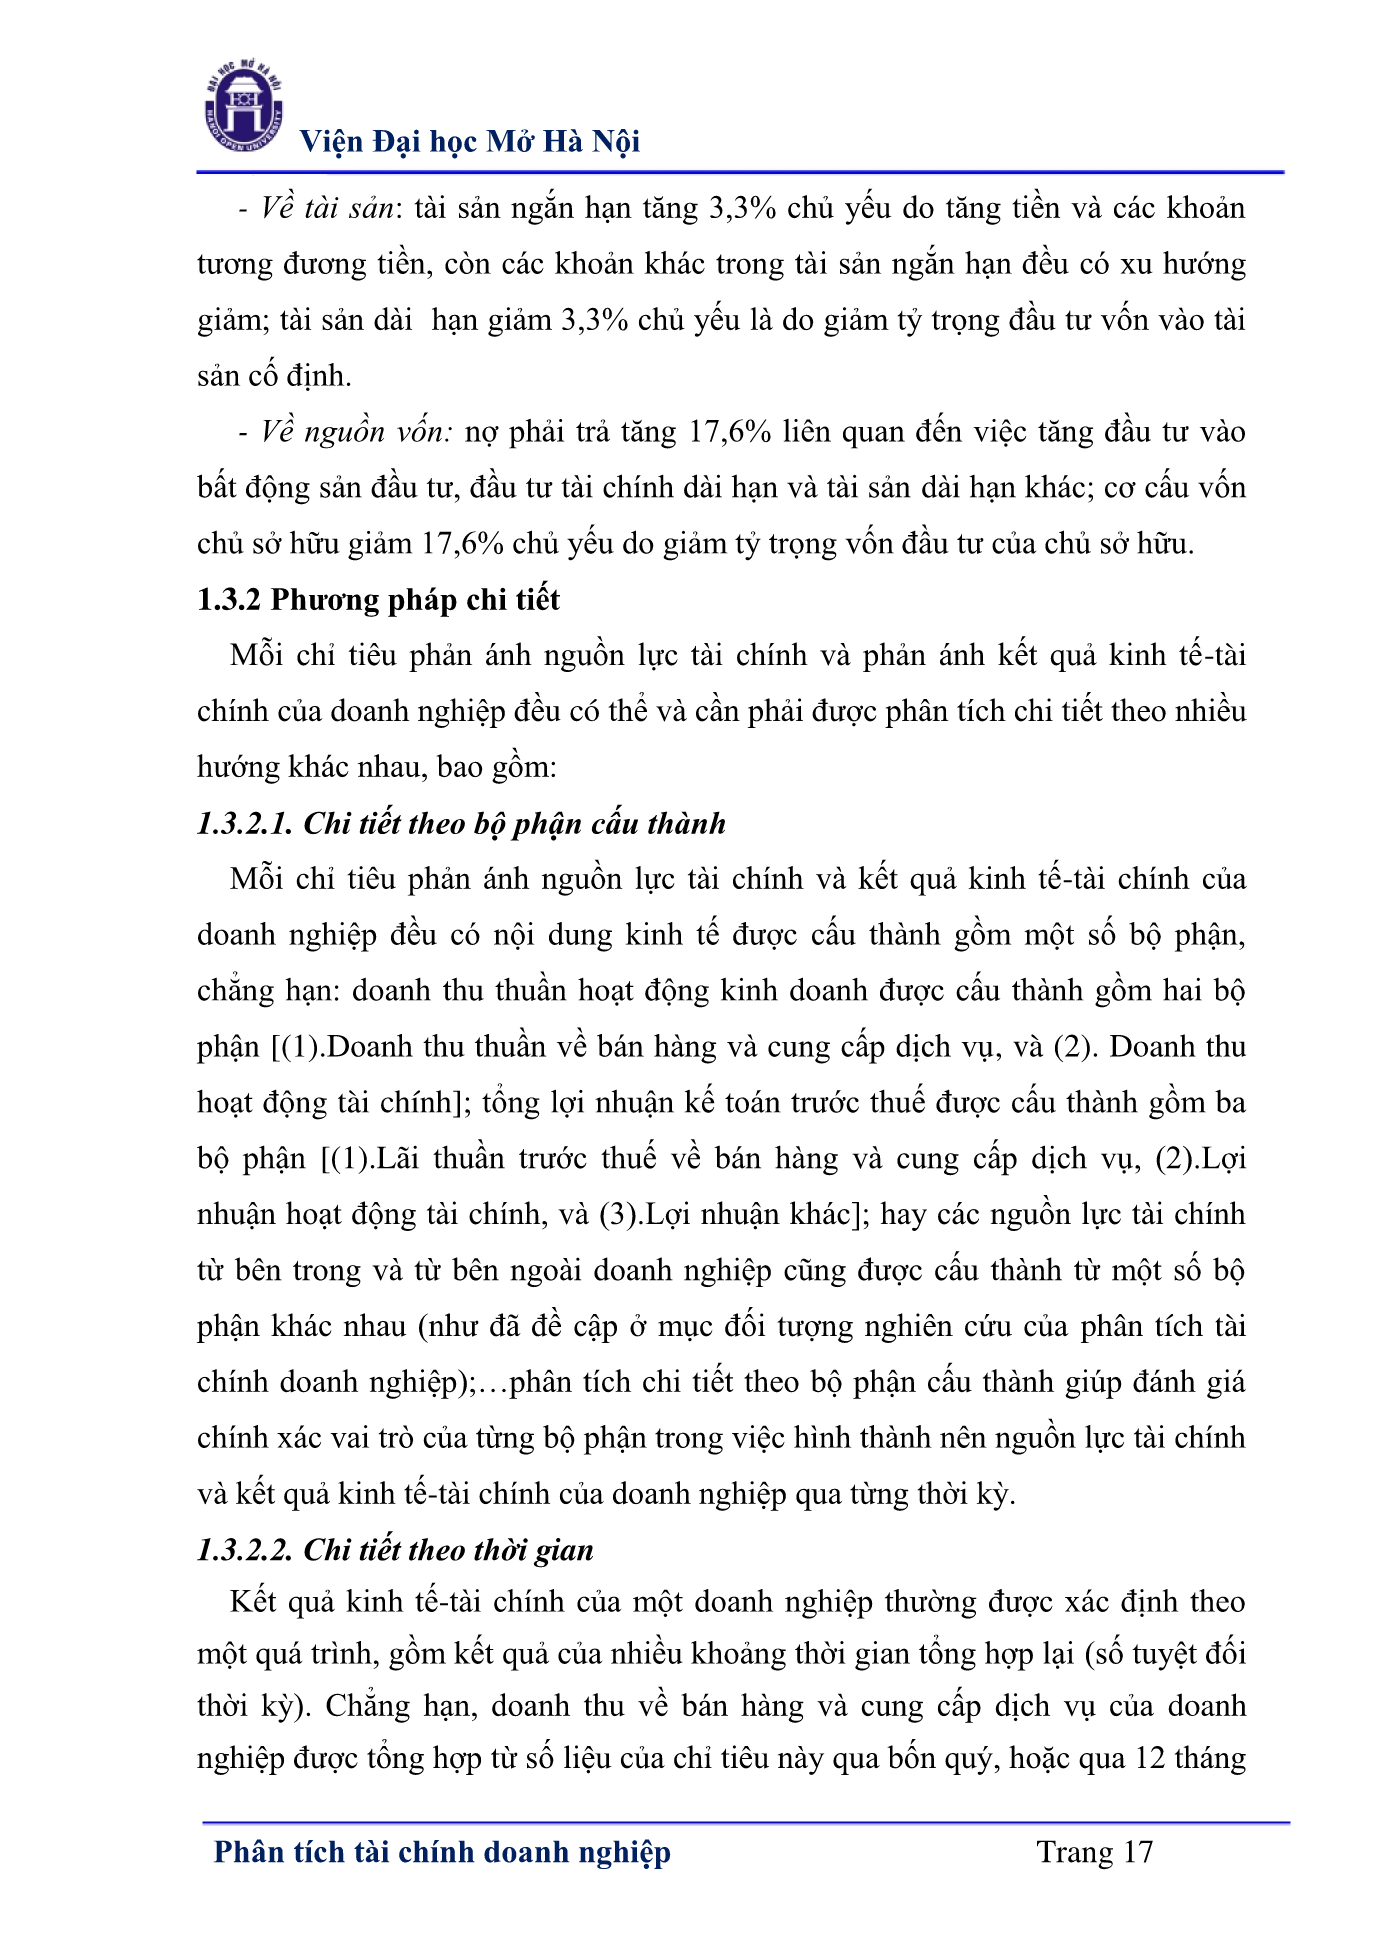 ĐẠI HỌC MỞ HÀ NỘI
HANOI OPEN UNIVERSITY
Viện Đại học Mở Hà Nội
- Về tài sản: tài sản ngắn hạn tăng 3,3% chủ yếu do tăng tiền và các khoản
tương đương tiền, còn các khoản khác trong tài sản ngắn hạn đều có xu hướng
giảm; tài sản dài  hạn giảm 3,3% chủ yếu là do giảm tỷ trọng đầu tư vốn vào tài
sản cố định.
- Về nguồn vốn: nợ phải trả tăng 17,6% liên quan đến việc tăng đầu tư vào
bất động sản đầu tư, đầu tư tài chính dài hạn và tài sản dài hạn khác; cơ cấu vốn
chủ sở hữu giảm 17,6% chủ yếu do giảm tỷ trọng vốn đầu tư của chủ sở hữu.
1.3.2 Phương pháp chi tiết
Mỗi chỉ tiêu phản ánh nguồn lực tài chính và phản ánh kết quả kinh tế-tài
chính của doanh nghiệp đều có thể và cần phải được phân tích chi tiết theo nhiều
hướng khác nhau, bao gồm:
1.3.2.1. Chi tiết theo bộ phận cấu thành
Mỗi chỉ tiêu phản ánh nguồn lực tài chính và kết quả kinh tế-tài chính của
doanh nghiệp đều có nội dung kinh tế được cấu thành gồm một số bộ phận,
chẳng hạn: doanh thu thuần hoạt động kinh doanh được cấu thành gồm hai bộ
phận [(1).Doanh thu thuần về bán hàng và cung cấp dịch vụ, và (2). Doanh thu
hoạt động tài chính]; tổng lợi nhuận kế toán trước thuế được cấu thành gồm ba
bộ phận [(1).Lãi thuần trước thuế về bán hàng và cung cấp dịch vụ, (2).Lợi
nhuận hoạt động tài chính, và (3).Lợi nhuận khác]; hay các nguồn lực tài chính
từ bên trong và từ bên ngoài doanh nghiệp cũng được cấu thành từ một số bộ
phận khác nhau (như đã đề cập ở mục đối tượng nghiên cứu của phân tích tài
chính doanh nghiệp);…phân tích chi tiết theo bộ phận cấu thành giúp đánh giá
chính xác vai trò của từng bộ phận trong việc hình thành nên nguồn lực tài chính
và kết quả kinh tế-tài chính của doanh nghiệp qua từng thời kỳ.
1.3.2.2. Chi tiết theo thời gian
Kết quả kinh tế-tài chính của một doanh nghiệp thường được xác định theo
một quá trình, gồm kết quả của nhiều khoảng thời gian tổng hợp lại (số tuyệt đối
thời kỳ). Chẳng hạn, doanh thu về bán hàng và cung cấp dịch vụ của doanh
nghiệp được tổng hợp từ số liệu của chỉ tiêu này qua bốn quý, hoặc qua 12 tháng
Phân tích tài chính doanh nghiệp Trang 17